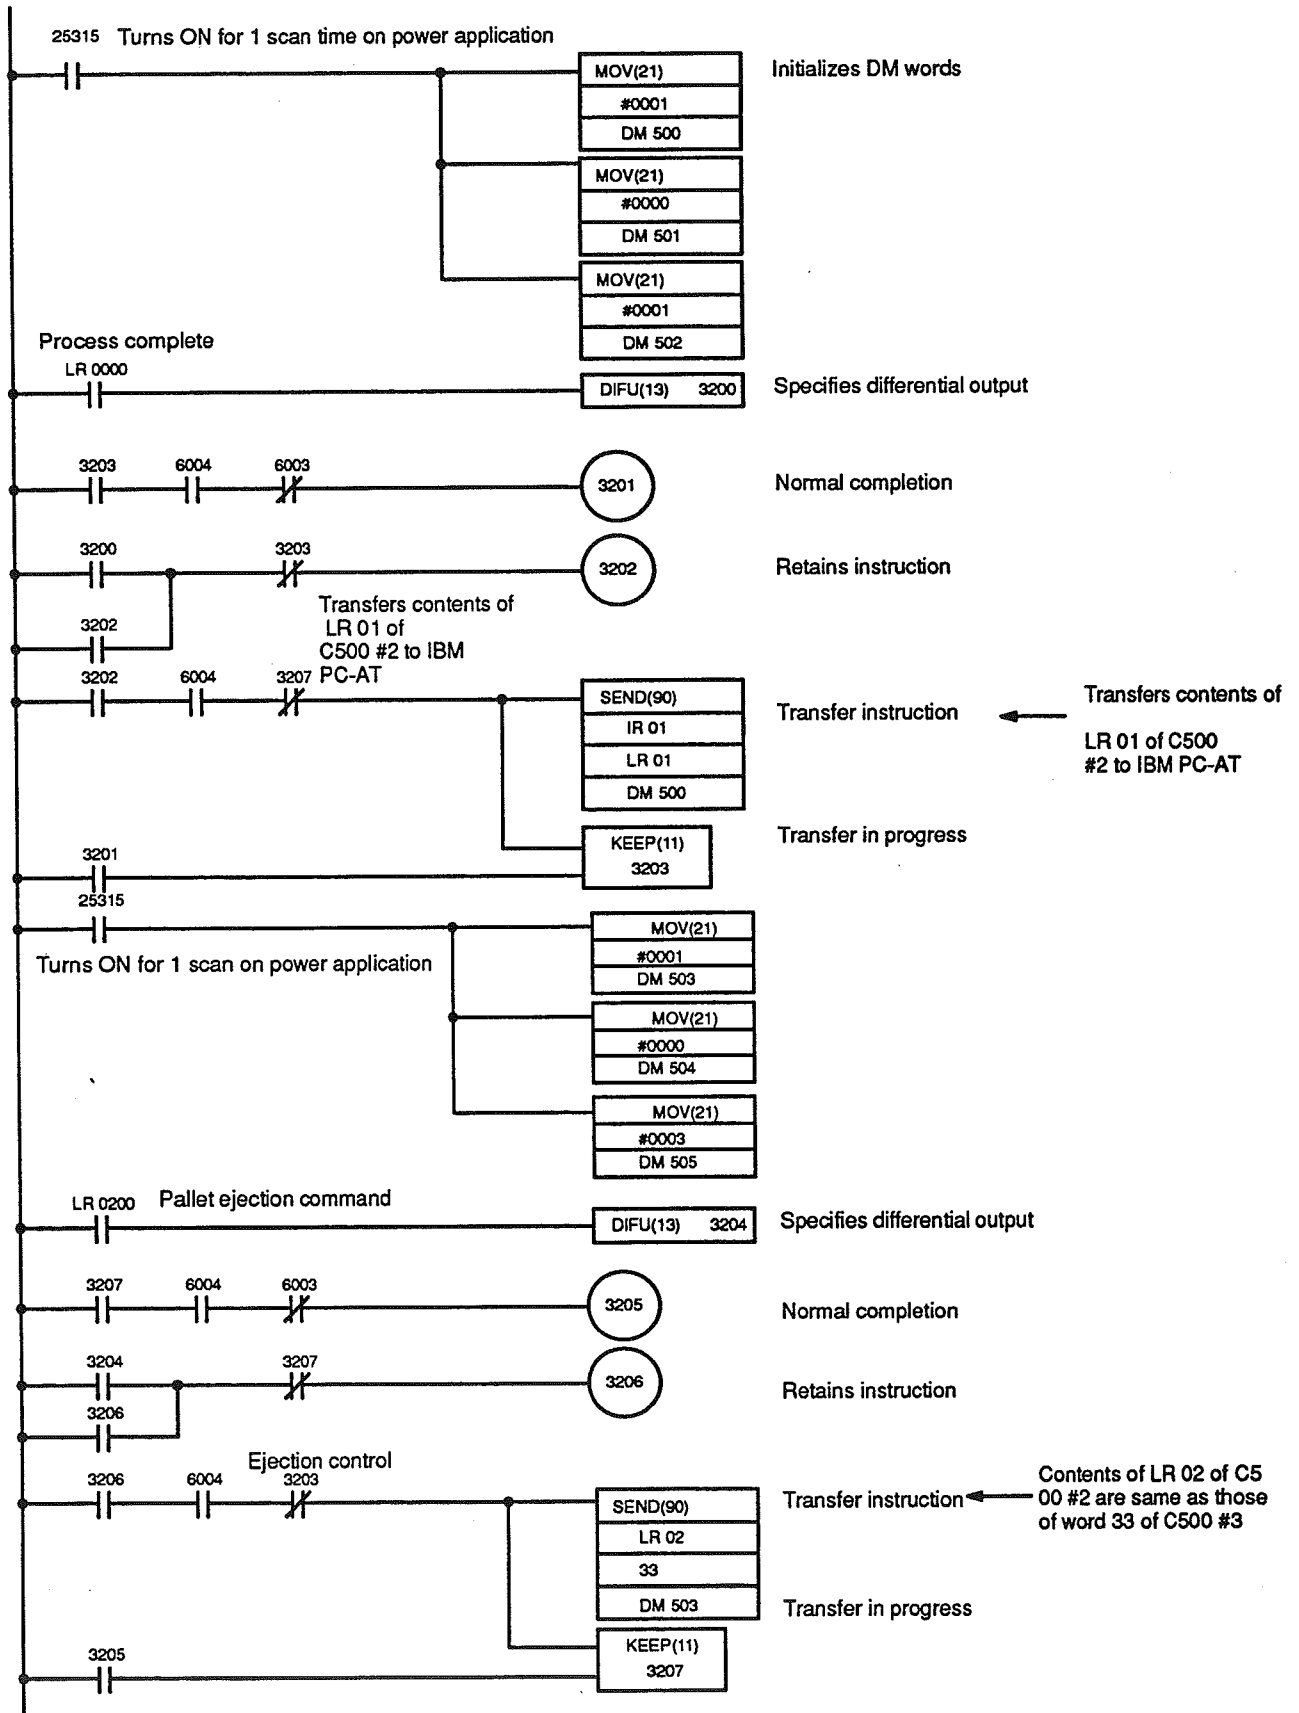 25315 Turns ON for 1 scan time on power application
MOV(21)
#0001
DM 500
Initializes DM words
MOV(21)
#0000
DM 501
MOV(21)
#0001
DM 502
Process complete
LR 0000
DIFU(13) 3200
Specifies differential output
3203 6004 6003
3201
Normal completion
3200 3203
3202
Retains instruction
3202
Transfers contents of
LR 01 of
C500 #2 to IBM
PC-AT
3202 6004 3207
SEND(90)
IR 01
LR 01
DM 500
Transfer instruction
Transfers contents of
LR 01 of C500
#2 to IBM PC-AT
KEEP(11)
3203
Transfer in progress
3201
25315
Turns ON for 1 scan on power application
MOV(21)
#0001
DM 503
MOV(21)
#0000
DM 504
MOV(21)
#0003
DM 505
LR 0200 Pallet ejection command
DIFU(13) 3204
Specifies differential output
3207 6004 6003
3205
Normal completion
3204 3207
3206
Retains instruction
3206
Ejection control
3206 6004 3203
SEND(90)
LR 02
33
DM 503
Transfer instruction
Contents of LR 02 of C5
00 #2 are same as those
of word 33 of C500 #3
Transfer in progress
KEEP(11)
3207
3205